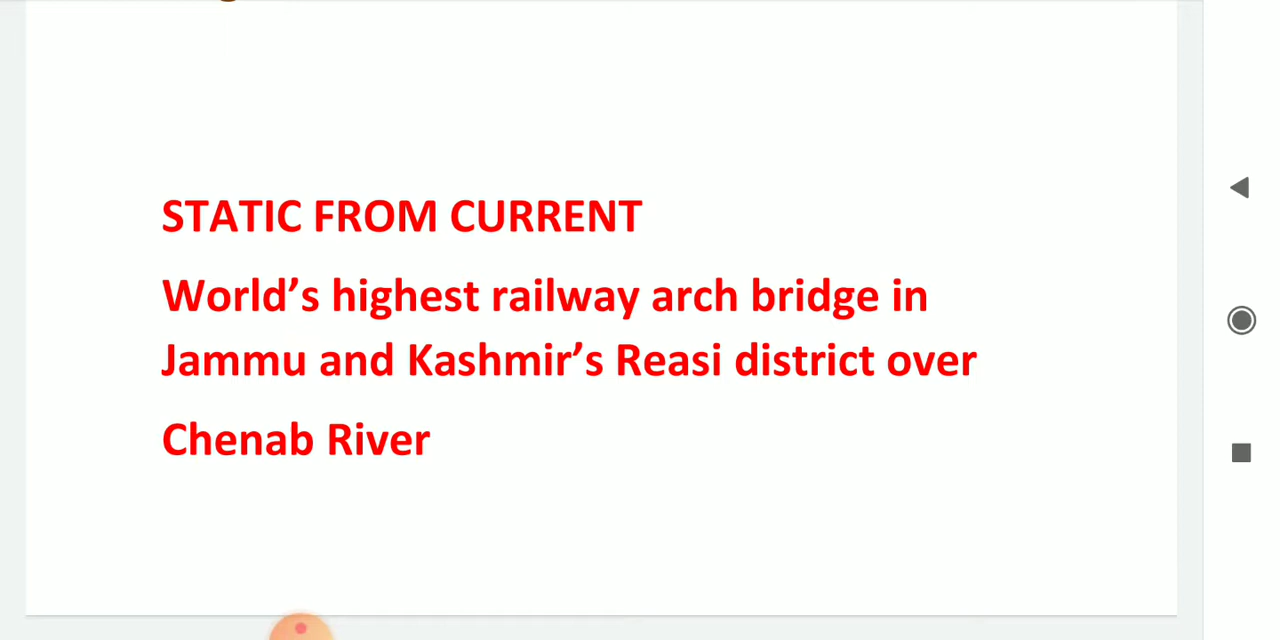 STATIC FROM CURRENT
World’s highest railway arch bridge in
Jammu and Kashmir’s Reasi district over
Chenab River